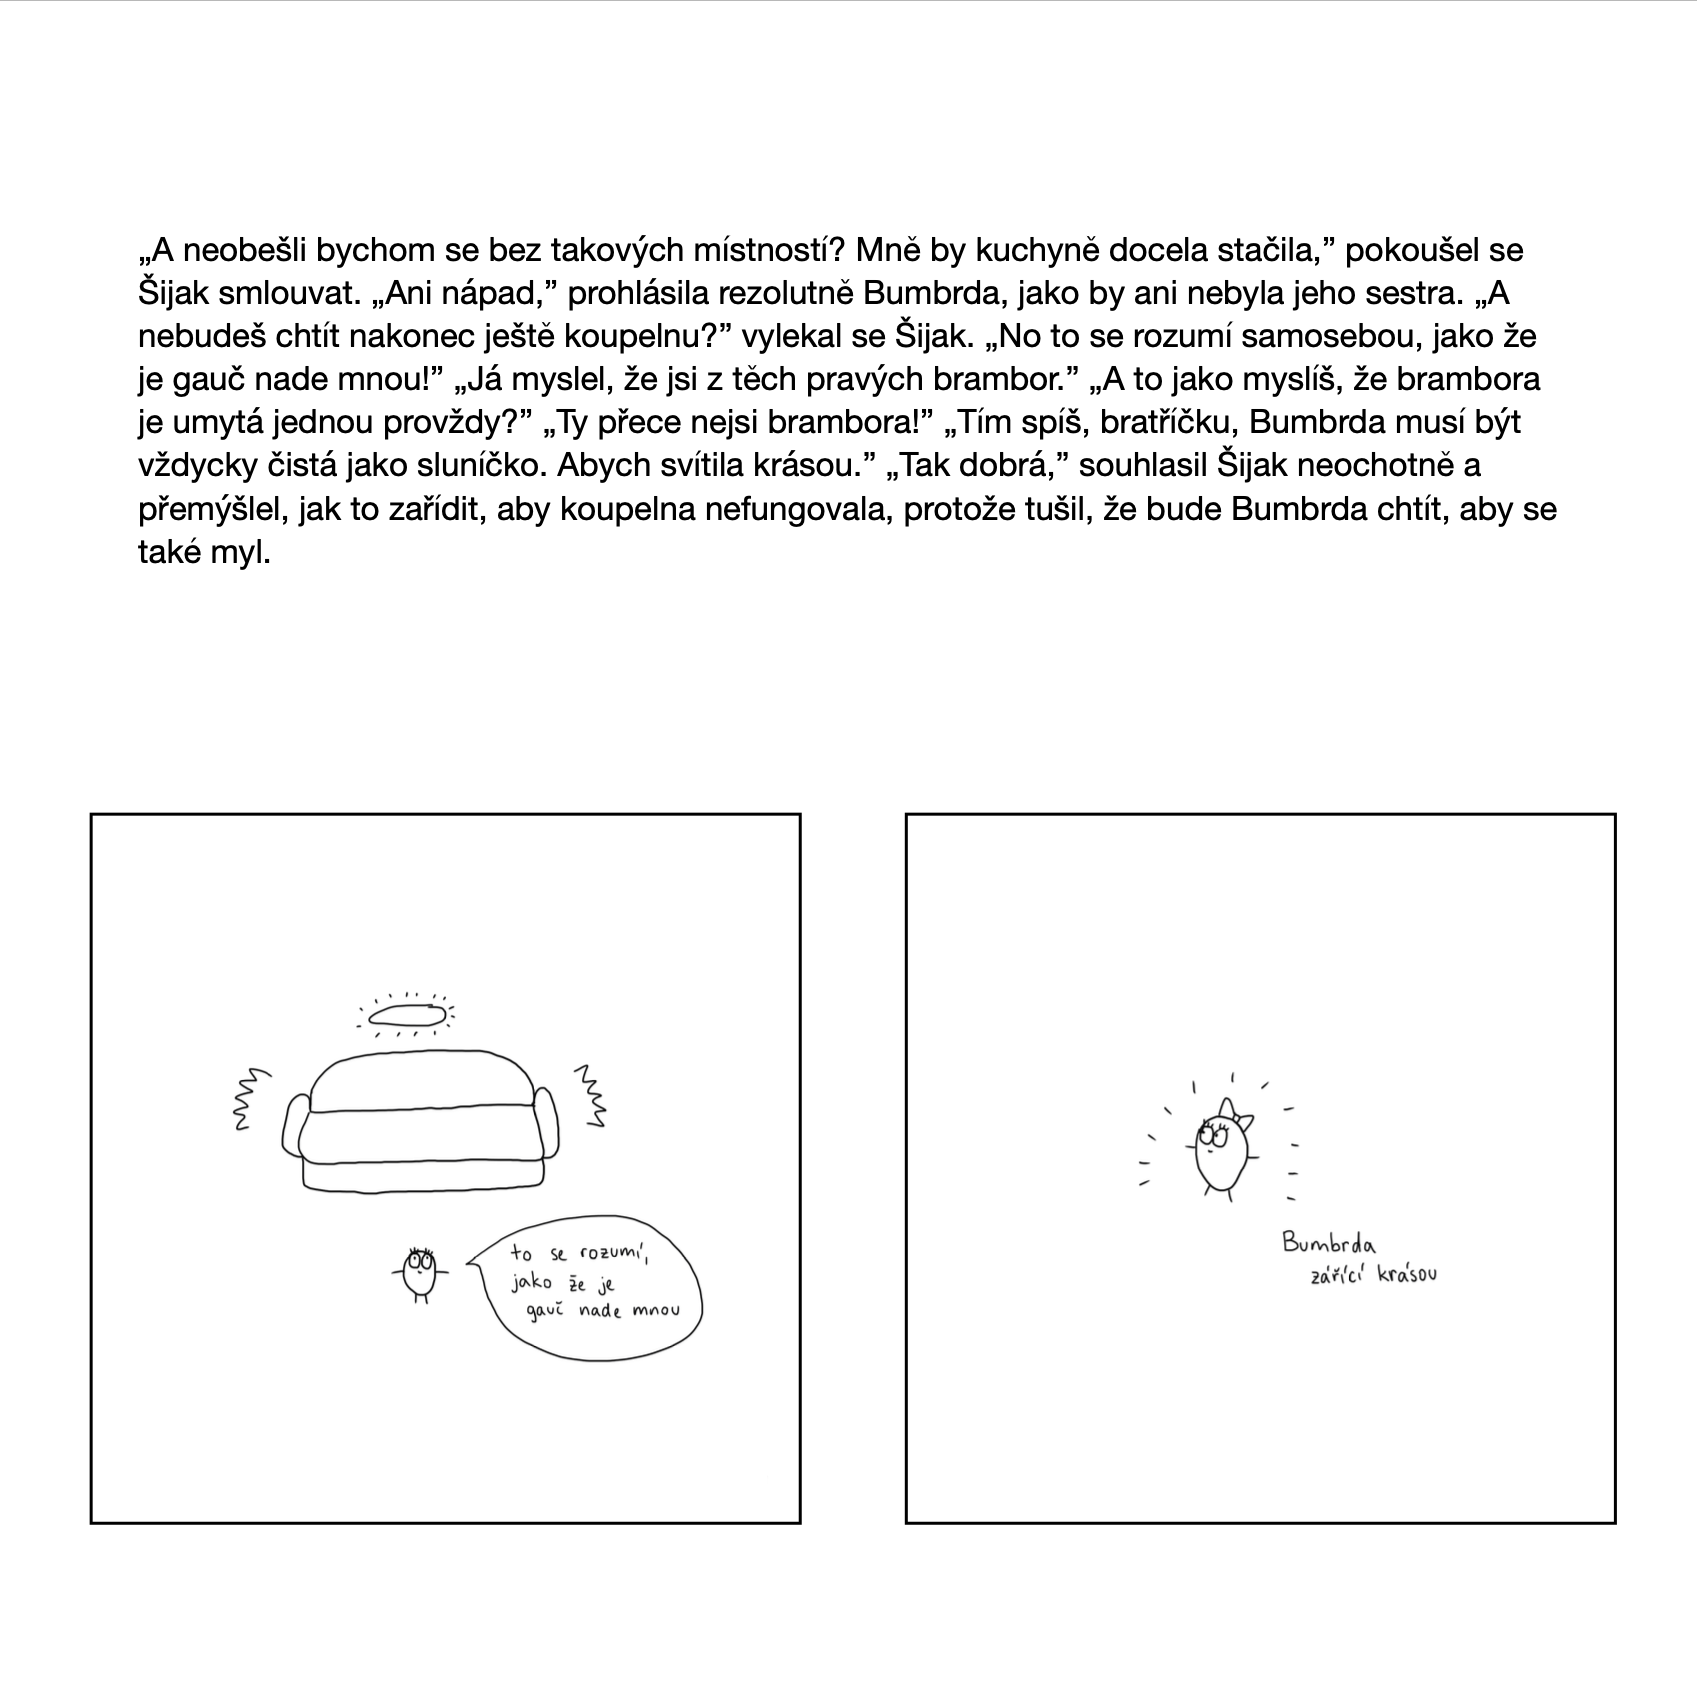 „A neobešli bychom se bez takových místností? Mně by kuchyně docela stačila,” pokoušel se
Šijak smlouvat. „Ani nápad,” prohlásila rezolutně Bumbrda, jako by ani nebyla jeho sestra. „A
nebudeš chtít nakonec ještě koupelnu?” vylekal se Šijak. „No to se rozumí samosebou, jako že
je gauč nade mnou!” „Já myslel, že jsi z těch pravých brambor.” „A to jako myslíš, že brambora
je umytá jednou provždy?” „Ty přece nejsi brambora!” „Tím spíš, bratříčku, Bumbrda musí být
vždycky čistá jako sluníčko. Abych svítila krásou.” „Tak dobrá,” souhlasil Šijak neochotně a
přemýšlel, jak to zařídit, aby koupelna nefungovala, protože tušil, že bude Bumbrda chtít, aby se
také myl.
to se rozumí,
jako že je
gauč nade mnou
Bumbrda
zářící krásou